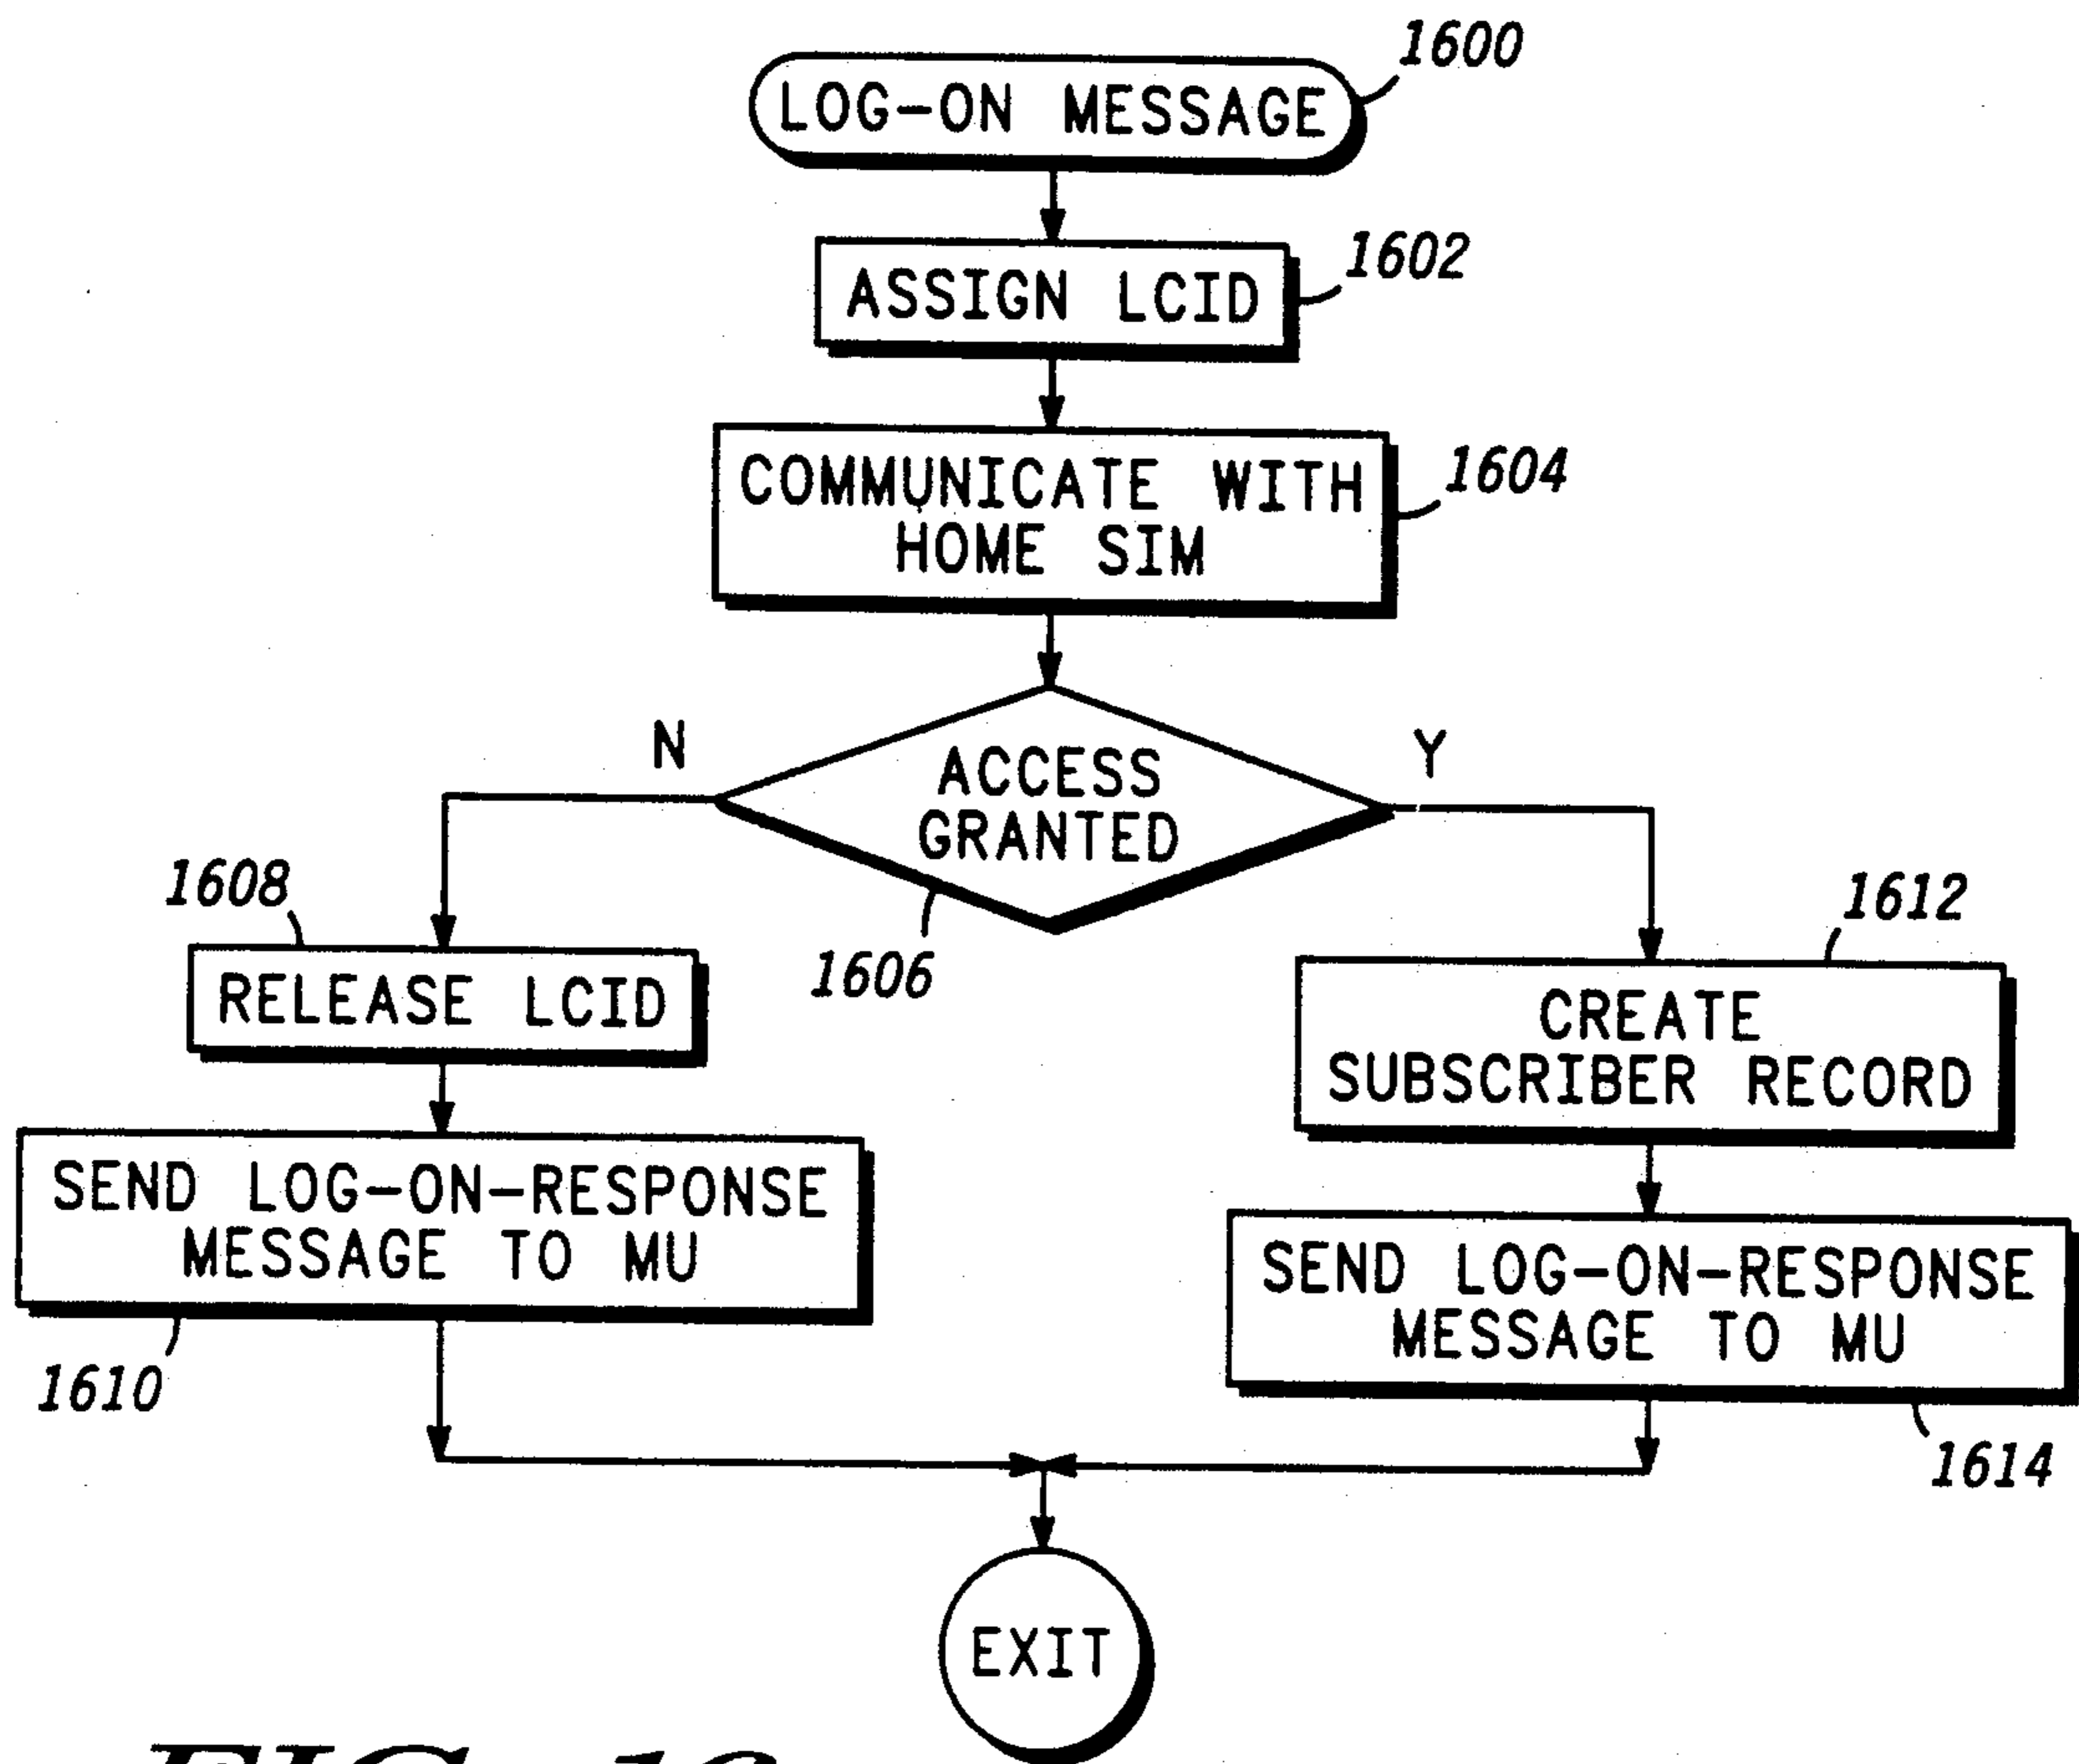 1600
LOG-ON MESSAGE
1602
ASSIGN LCID
1604
COMMUNICATE WITH
HOME SIM
N
Y
ACCESS
GRANTED
1606
1608
RELEASE LCID
1612
CREATE
SUBSCRIBER RECORD
SEND LOG-ON-RESPONSE
MESSAGE TO MU
1610
SEND LOG-ON-RESPONSE
MESSAGE TO MU
1614
EXIT